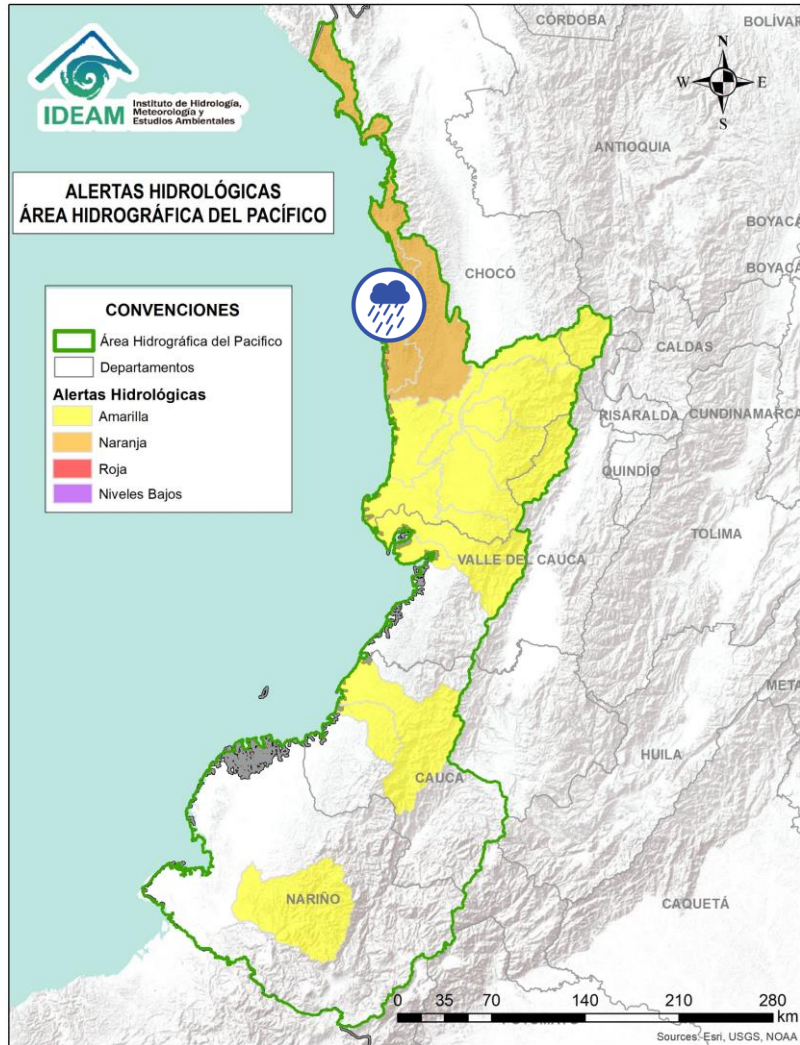 IDEAM
Instituto de Hidrología,
Meteorología y
Estudios Ambientales
ALERTAS HIDROLÓGICAS
ÁREA HIDROGRÁFICA DEL PACÍFICO
CONVENCIONES
Área Hidrográfica del Pacifico
Departamentos
Alertas Hidrológicas
Amarilla
Naranja
Roja
Niveles Bajos
N
W E
S
CÓRDOBA
BOLÍVAR
ANTIOQUIA
BOYACÁ
CHOCÓ
BOYACÁ
CALDAS
RISARALDA
CUNDINAMARCA
QUINDÍO
TOLIMA
VALLE DEL CAUCA
META
HUILA
CAUCA
NARIÑO
CAQUETÁ
0 35 70 140 210 280
km
Sources: Esri, USGS, NOAA